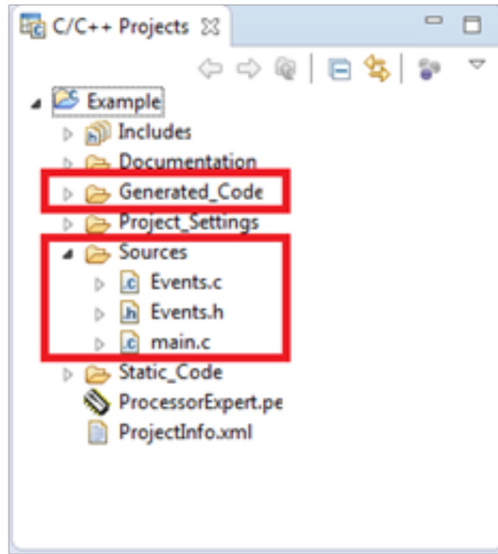 C/C++ Projects
Example
Includes
Documentation
Generated_Code
Project_Settings
Sources
Events.c
Events.h
main.c
Static_Code
ProcessorExpert.pe
ProjectInfo.xml